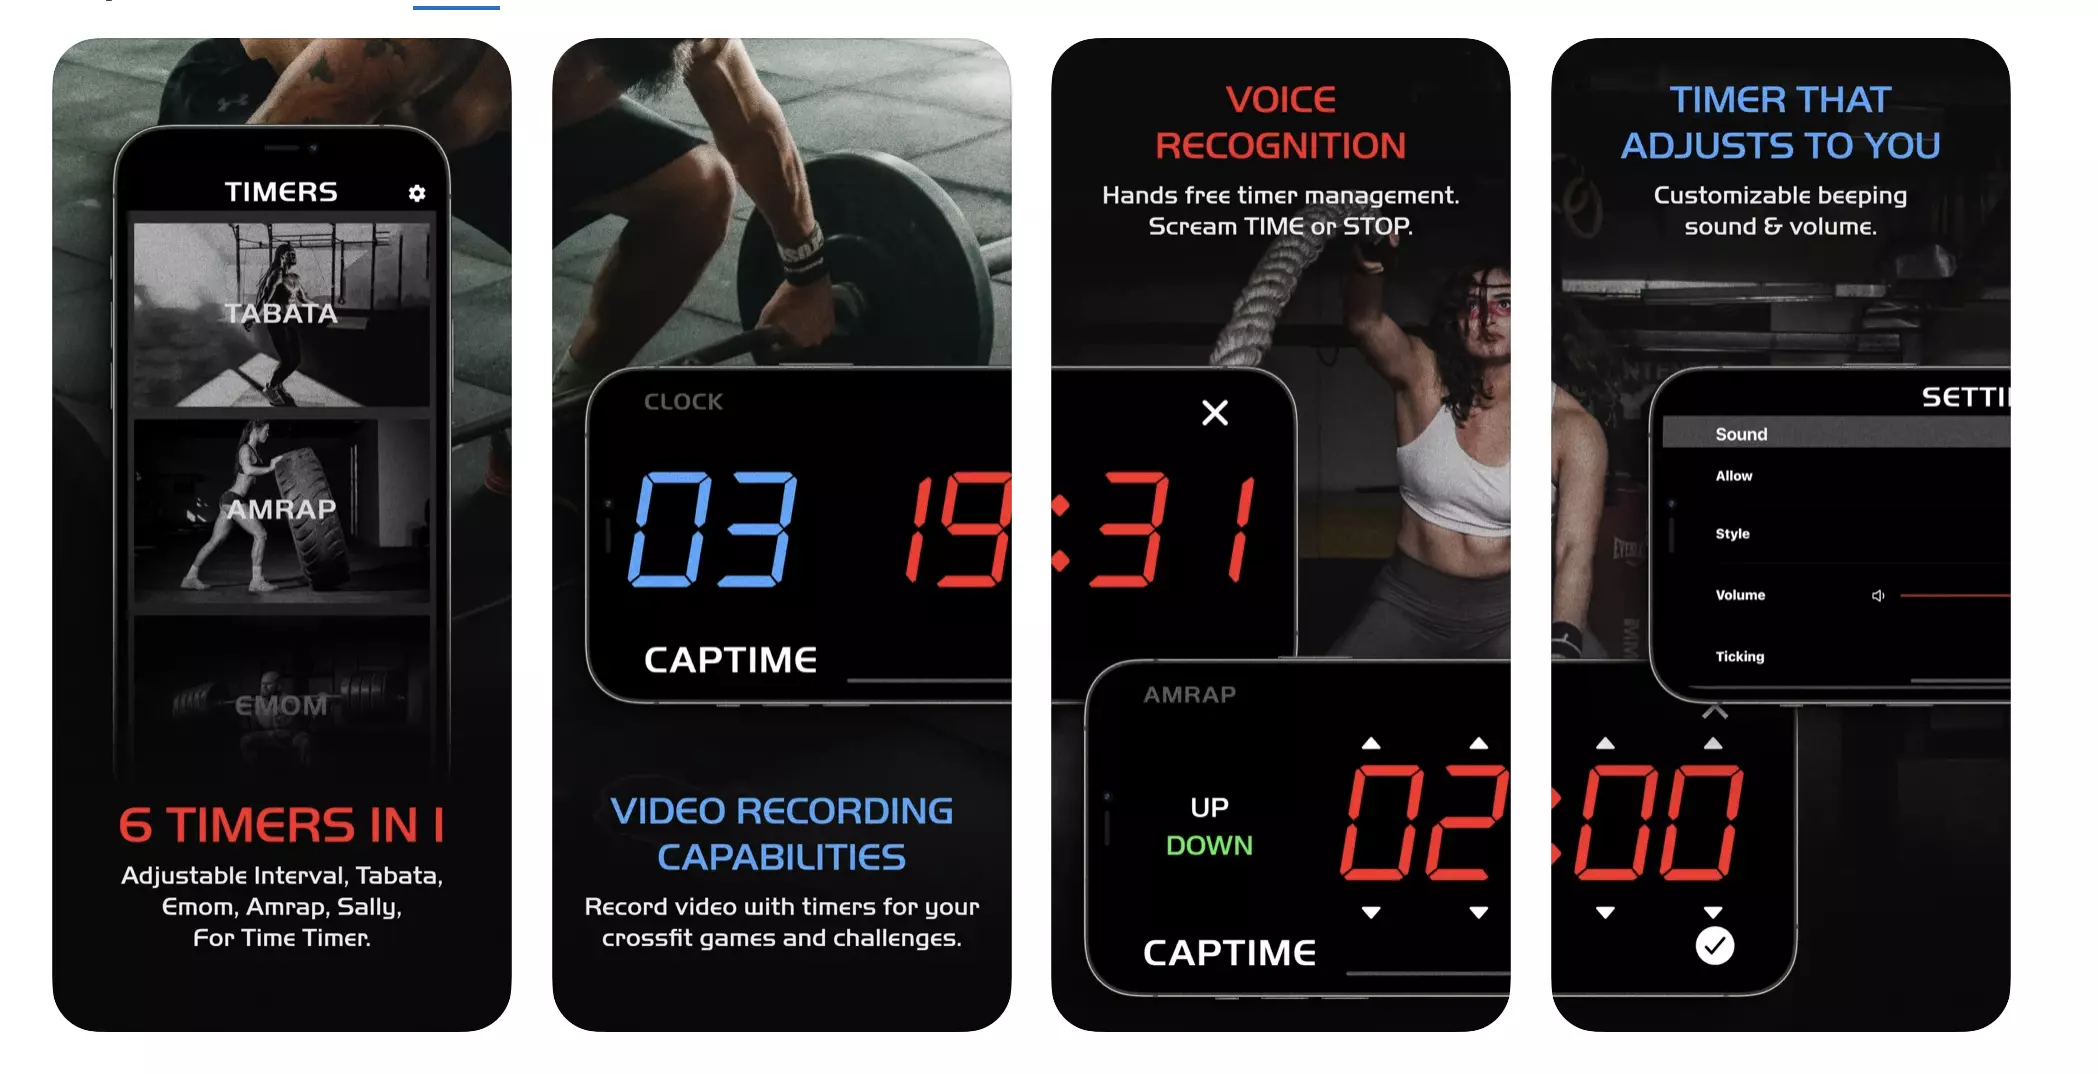 TIMERS
TABATA
AMRAP
EMOM
6 TIMERS IN 1
Adjustable Interval, Tabata,
Emom, Amrap, Sally,
For Time Timer.
CLOCK
03 19:31
CAPTIME
VIDEO RECORDING
CAPABILITIES
Record video with timers for your
crossfit games and challenges.
VOICE
RECOGNITION
Hands free timer management.
Scream TIME or STOP.
AMRAP
UP
DOWN
02:00
CAPTIME
TIMER THAT
ADJUSTS TO YOU
Customizable beeping
sound & volume.
SETTI
Sound
Allow
Style
Volume
Ticking